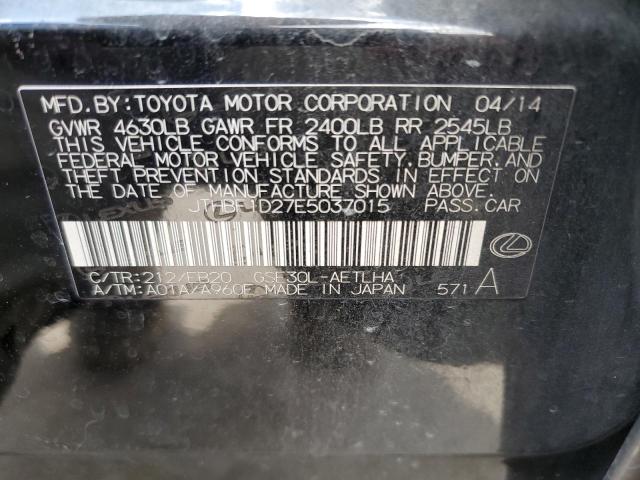 MFD. BY: TOYOTA MOTOR CORPORATION 04/14
GVWR 4630LB GAWR FR 2400LB RR 2545LB
THIS VEHICLE CONFORMS TO ALL APPLICABLE
FEDERAL MOTOR VEHICLE SAFETY, BUMPER, AND
THEFT PREVENTION STANDARDS IN EFFECT ON
THE DATE OF MANUFACTURE SHOWN ABOVE.
JTHBF1D27E5037015 PASS. CAR
LEXUS
C/TR: 212/EB20 GSE30L-AETLHA
A/TM: A01A/A960E MADE IN JAPAN 571 A